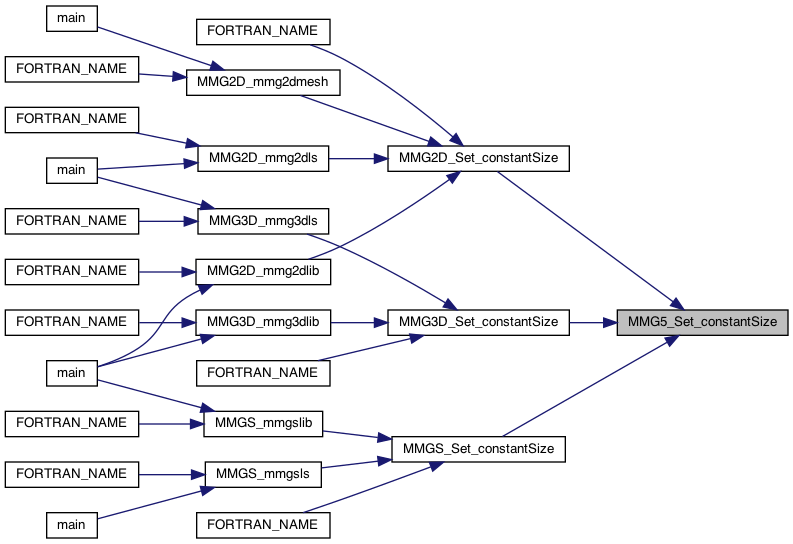 main
FORTRAN_NAME
FORTRAN_NAME
MMG2D_mmg2dmesh
FORTRAN_NAME
MMG2D_mmg2dls
MMG2D_Set_constantSize
main
FORTRAN_NAME
MMG3D_mmg3dls
FORTRAN_NAME
MMG2D_mmg2dlib
FORTRAN_NAME
MMG3D_mmg3dlib
MMG3D_Set_constantSize
MMG5_Set_constantSize
main
FORTRAN_NAME
FORTRAN_NAME
MMGS_mmgslib
MMGS_Set_constantSize
FORTRAN_NAME
MMGS_mmgsls
main
FORTRAN_NAME